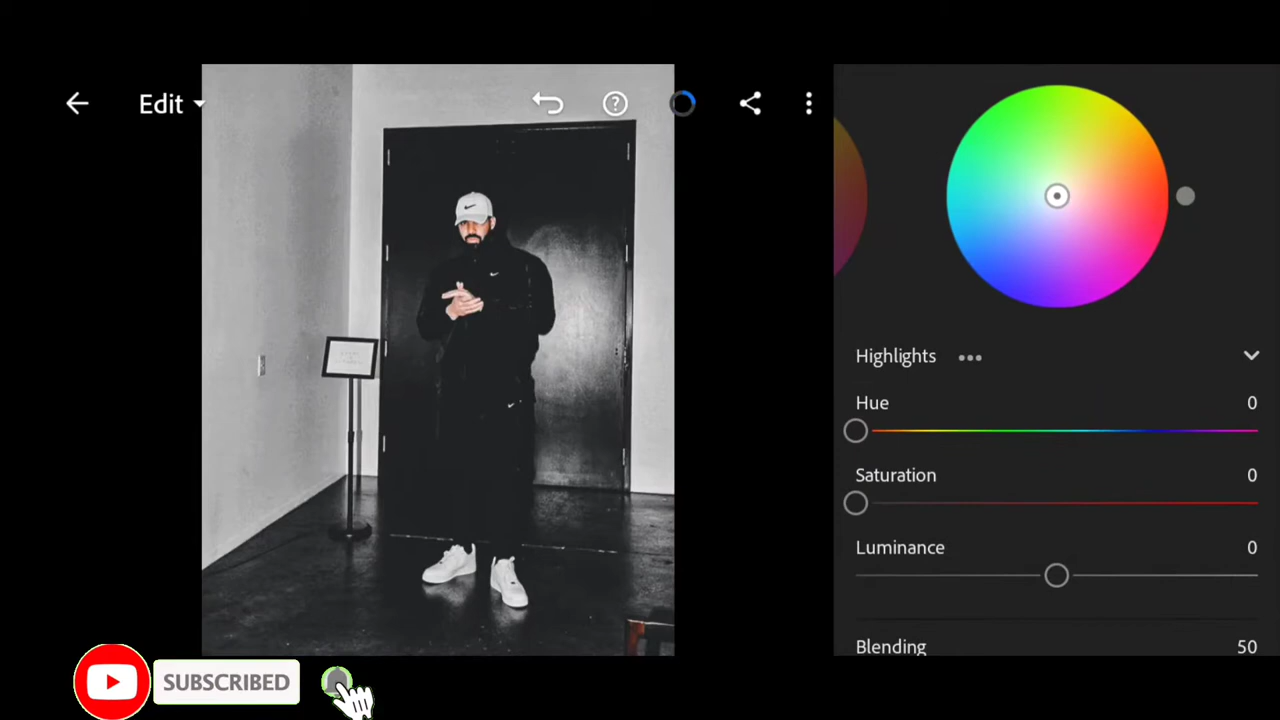 Edit
Highlights
Hue 0
Saturation 0
Luminance 0
Blending 50
SUBSCRIBED